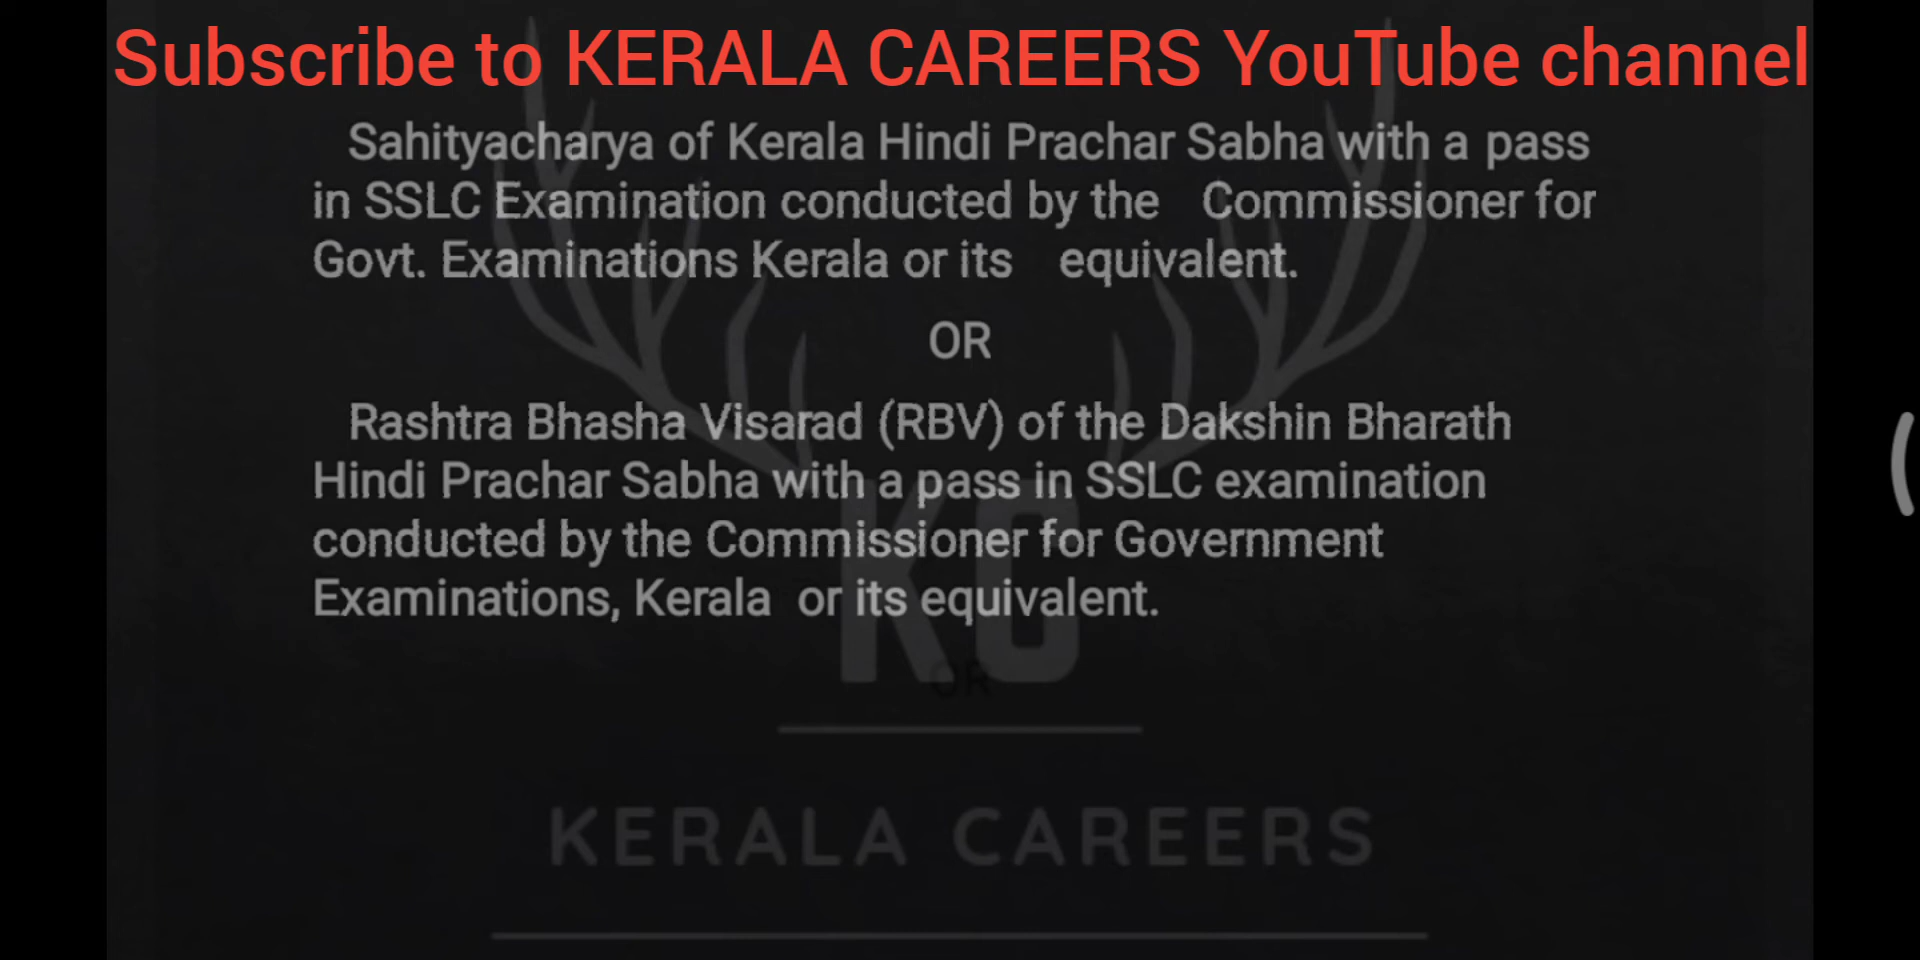 Subscribe to KERALA CAREERS YouTube channel
Sahityacharya of Kerala Hindi Prachar Sabha with a pass
in SSLC Examination conducted by the Commissioner for
Govt. Examinations Kerala or its equivalent.
OR
Rashtra Bhasha Visarad (RBV) of the Dakshin Bharath
Hindi Prachar Sabha with a pass in SSLC examination
conducted by the Commissioner for Government
Examinations, Kerala or its equivalent.
KC
OR
KERALA CAREERS